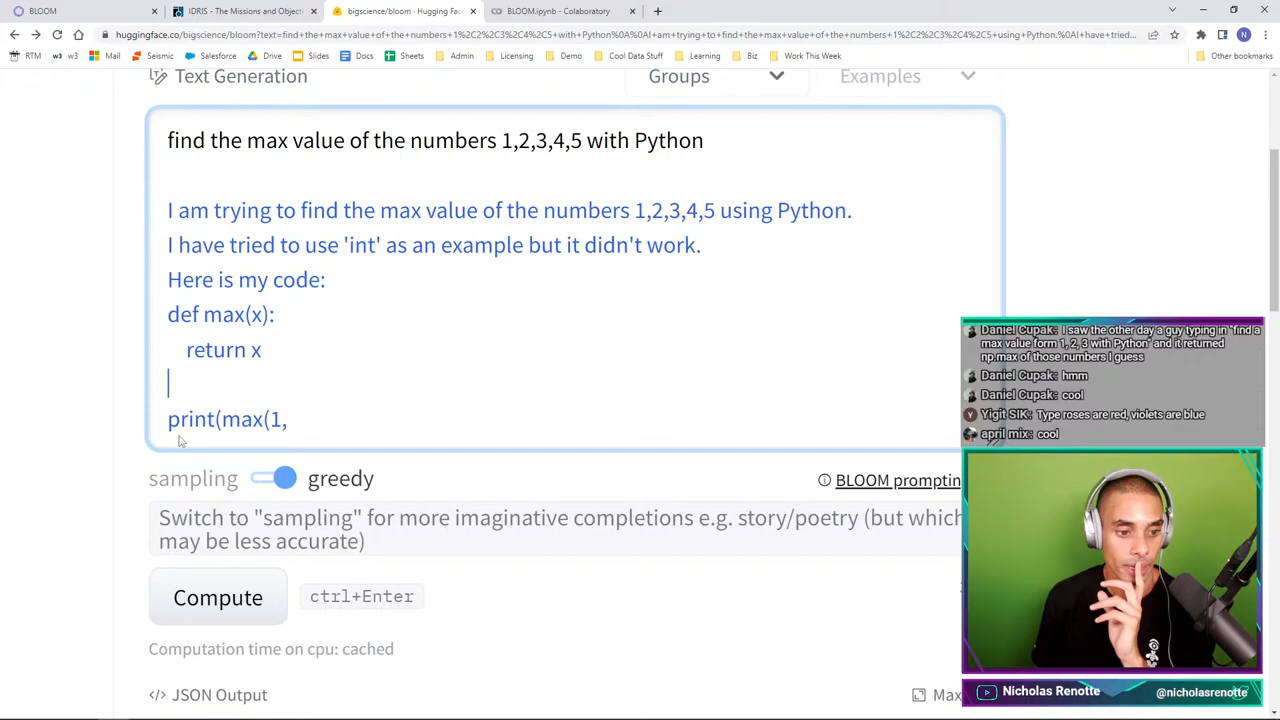 BLOOM
IDRIS - The Missions and Object
bigscience/bloom · Hugging Fac
BLOOM.ipynb - Colaboratory
huggingface.co/bigscience/bloom?text=find+the+max+value+of+the+numbers+1%2C2%2C3%2C4%2C5+with+Python%0A%0AI+am+trying+to+find+the+max+value+of+the+numbers+1%2C2%2C3%2C4%2C5+using+Python.%0AI+have+tried...
RTM
w3
Mail
Seismic
Salesforce
Drive
Slides
Docs
Sheets
Admin
Licensing
Demo
Cool Data Stuff
Learning
Biz
Work This Week
Other bookmarks
Text Generation
Groups
Examples
find the max value of the numbers 1,2,3,4,5 with Python
I am trying to find the max value of the numbers 1,2,3,4,5 using Python.
I have tried to use 'int' as an example but it didn't work.
Here is my code:
def max(x):
return x
print(max(1,
sampling
greedy
BLOOM promptin
Switch to "sampling" for more imaginative completions e.g. story/poetry (but which
may be less accurate)
Compute
ctrl+Enter
Computation time on cpu: cached
</> JSON Output
Max
Daniel Cupak: I saw the other day a guy typing in "find a
max value form 1, 2, 3 with Python" and it returned
np.max of those numbers I guess
Daniel Cupak: hmm
Daniel Cupak: cool
Yigit SIK: Type roses are red, violets are blue
april mix: cool
Nicholas Renotte
@nicholasrenotte